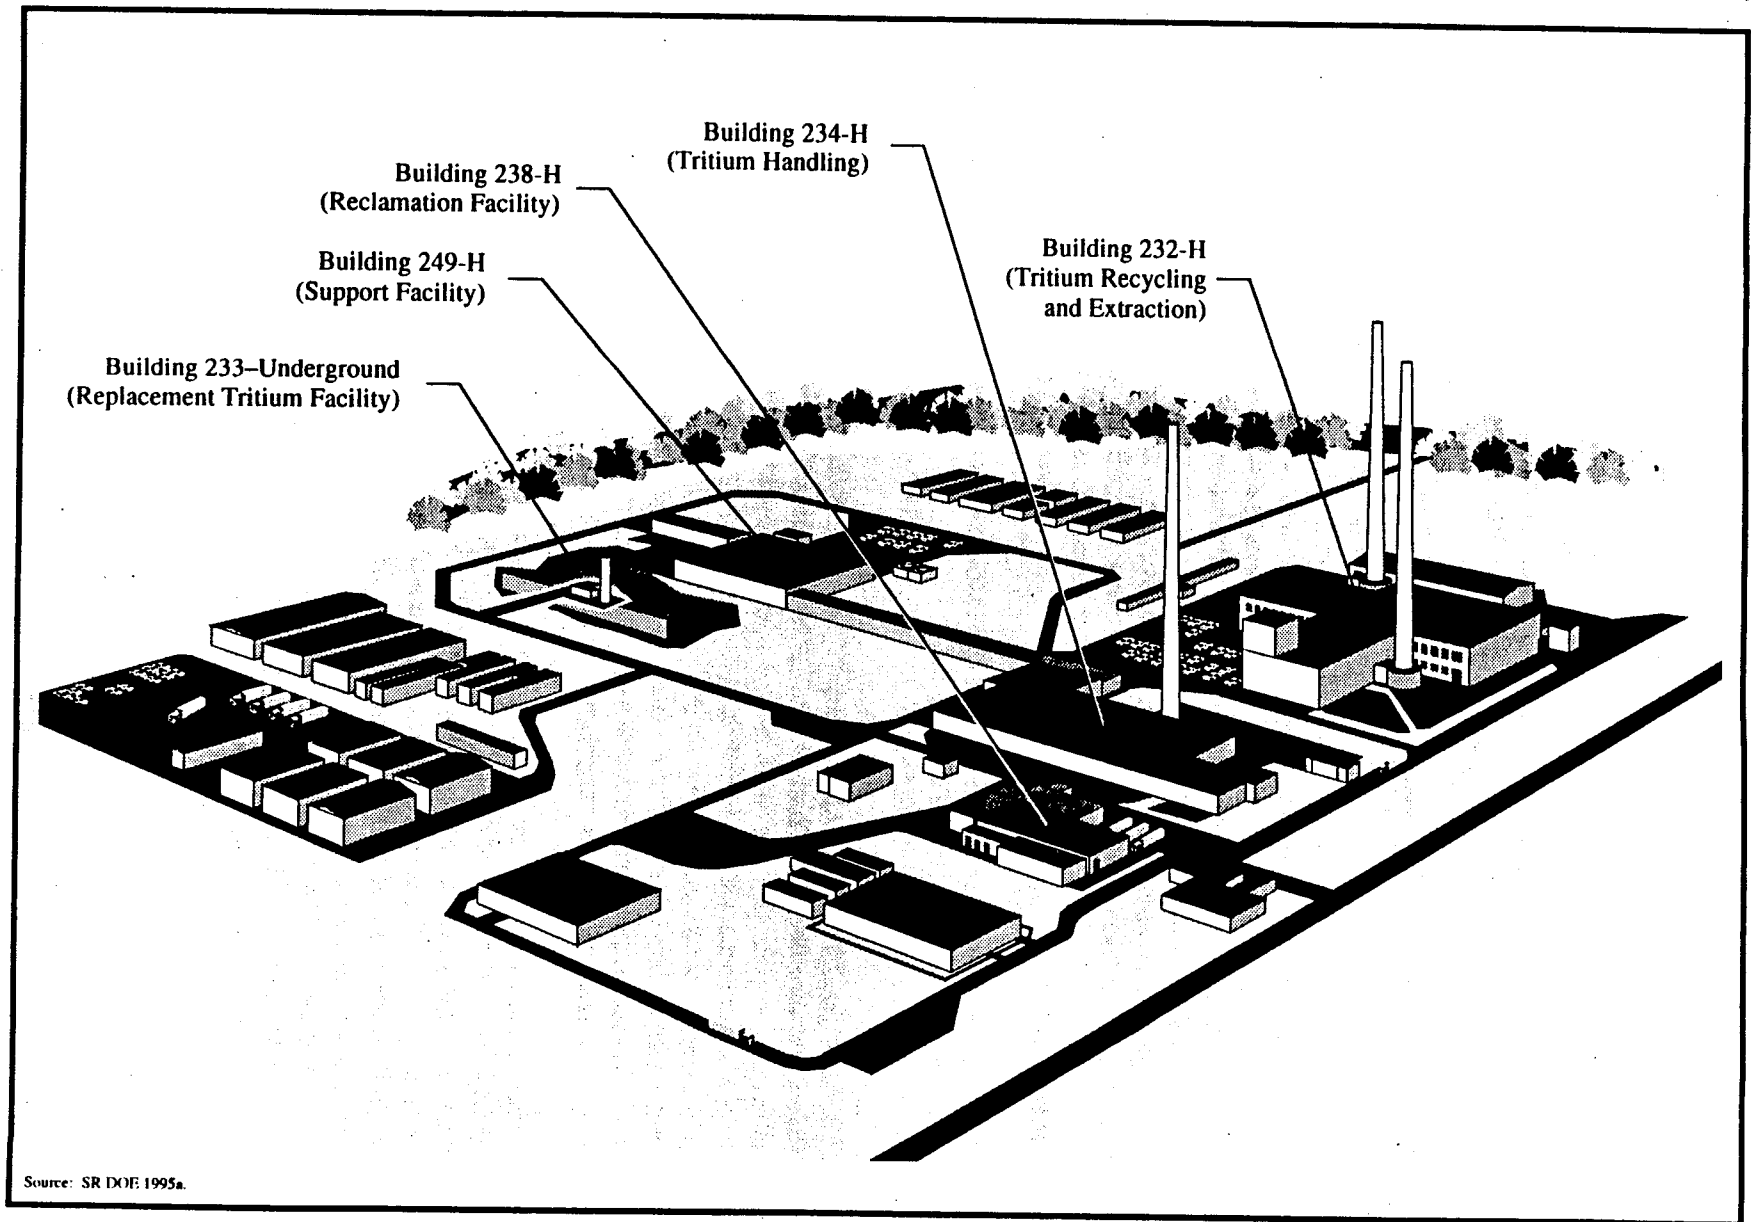 Building 234-H
(Tritium Handling)
Building 238-H
(Reclamation Facility)
Building 232-H
(Tritium Recycling
and Extraction)
Building 249-H
(Support Facility)
Building 233–Underground
(Replacement Tritium Facility)
Source: SR DOE 1995a.